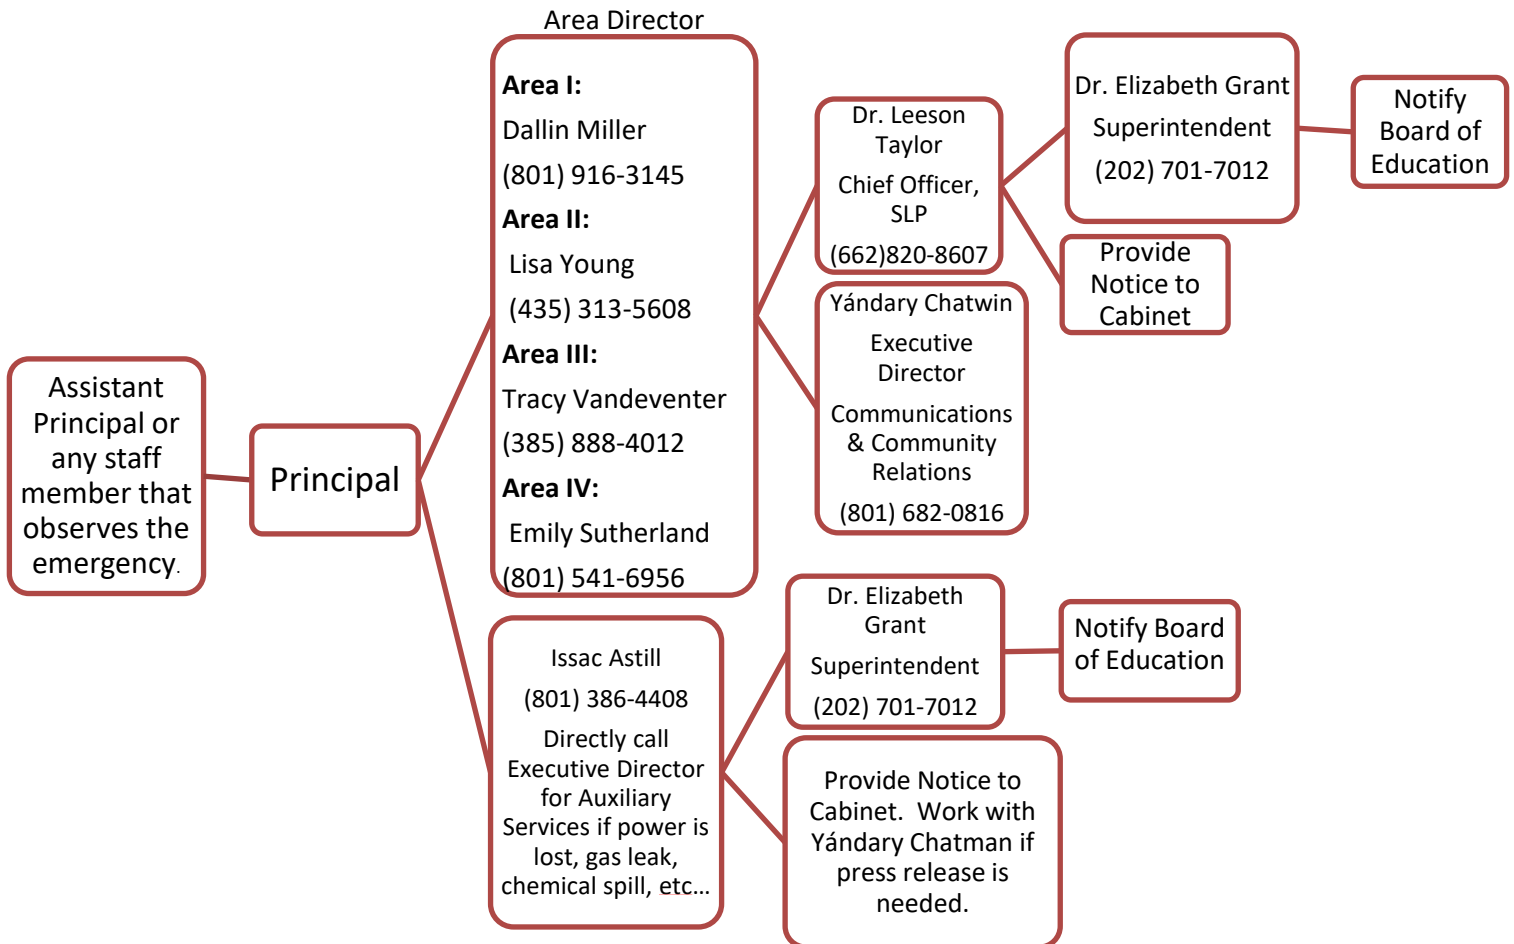 Area Director
Assistant
Principal or
any staff
member that
observes the
emergency.
Principal
Area I:
Dallin Miller
(801) 916-3145
Area II:
Lisa Young
(435) 313-5608
Area III:
Tracy Vandeventer
(385) 888-4012
Area IV:
Emily Sutherland
(801) 541-6956
Dr. Leeson
Taylor
Chief Officer,
SLP
(662)820-8607
Dr. Elizabeth Grant
Superintendent
(202) 701-7012
Notify
Board of
Education
Provide
Notice to
Cabinet
Yándary Chatwin
Executive
Director
Communications
& Community
Relations
(801) 682-0816
Issac Astill
(801) 386-4408
Directly call
Executive Director
for Auxiliary
Services if power is
lost, gas leak,
chemical spill, etc…
Dr. Elizabeth
Grant
Superintendent
(202) 701-7012
Notify Board
of Education
Provide Notice to
Cabinet.  Work with
Yándary Chatman if
press release is
needed.